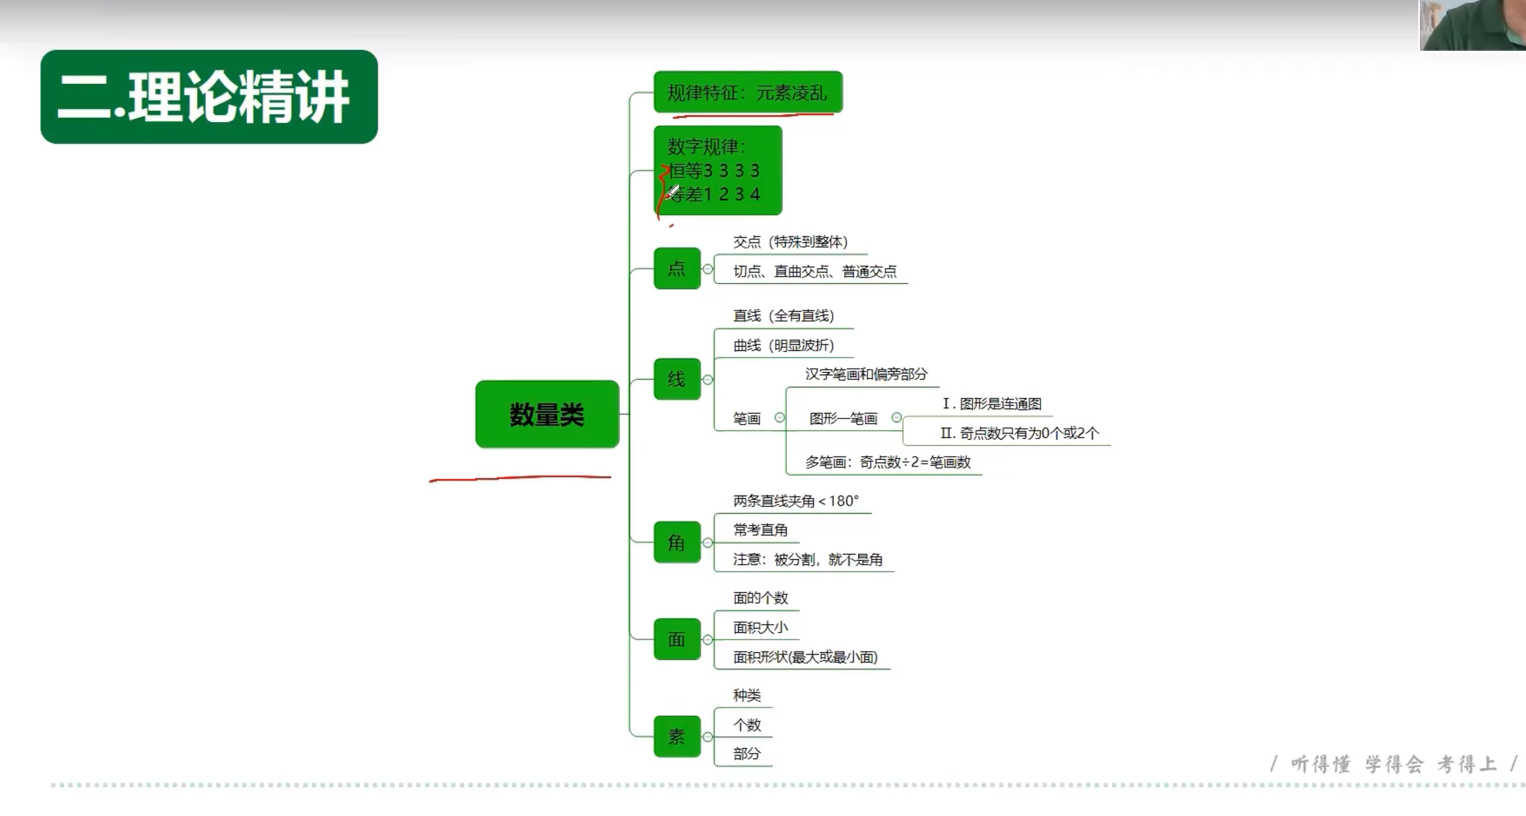 二.理论精讲
数量类
规律特征：元素凌乱
数字规律：
恒等3 3 3 3
等差1 2 3 4
点
交点（特殊到整体）
切点、直曲交点、普通交点
线
直线（全有直线）
曲线（明显波折）
笔画
汉字笔画和偏旁部分
图形一笔画
Ⅰ. 图形是连通图
Ⅱ. 奇点数只有为0个或2个
多笔画：奇点数÷2=笔画数
角
两条直线夹角＜180°
常考直角
注意：被分割，就不是角
面
面的个数
面积大小
面积形状(最大或最小面)
素
种类
个数
部分
/ 听得懂 学得会 考得上 /